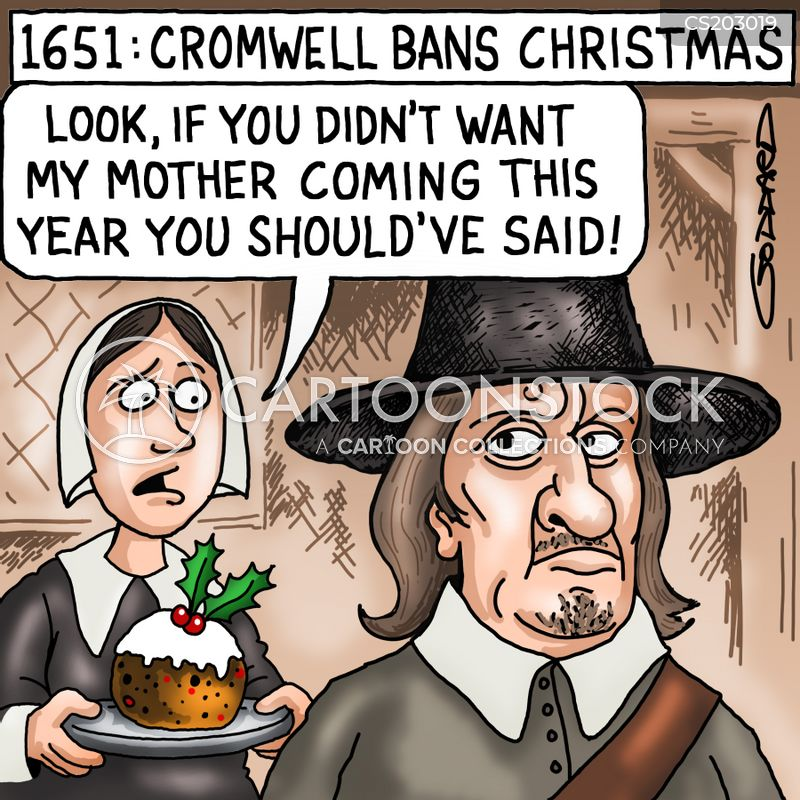 CS203019
1651: CROMWELL BANS CHRISTMAS
LOOK, IF YOU DIDN'T WANT
MY MOTHER COMING THIS
YEAR YOU SHOULD'VE SAID!
CARTOONSTOCK
A CARTOON COLLECTIONS COMPANY